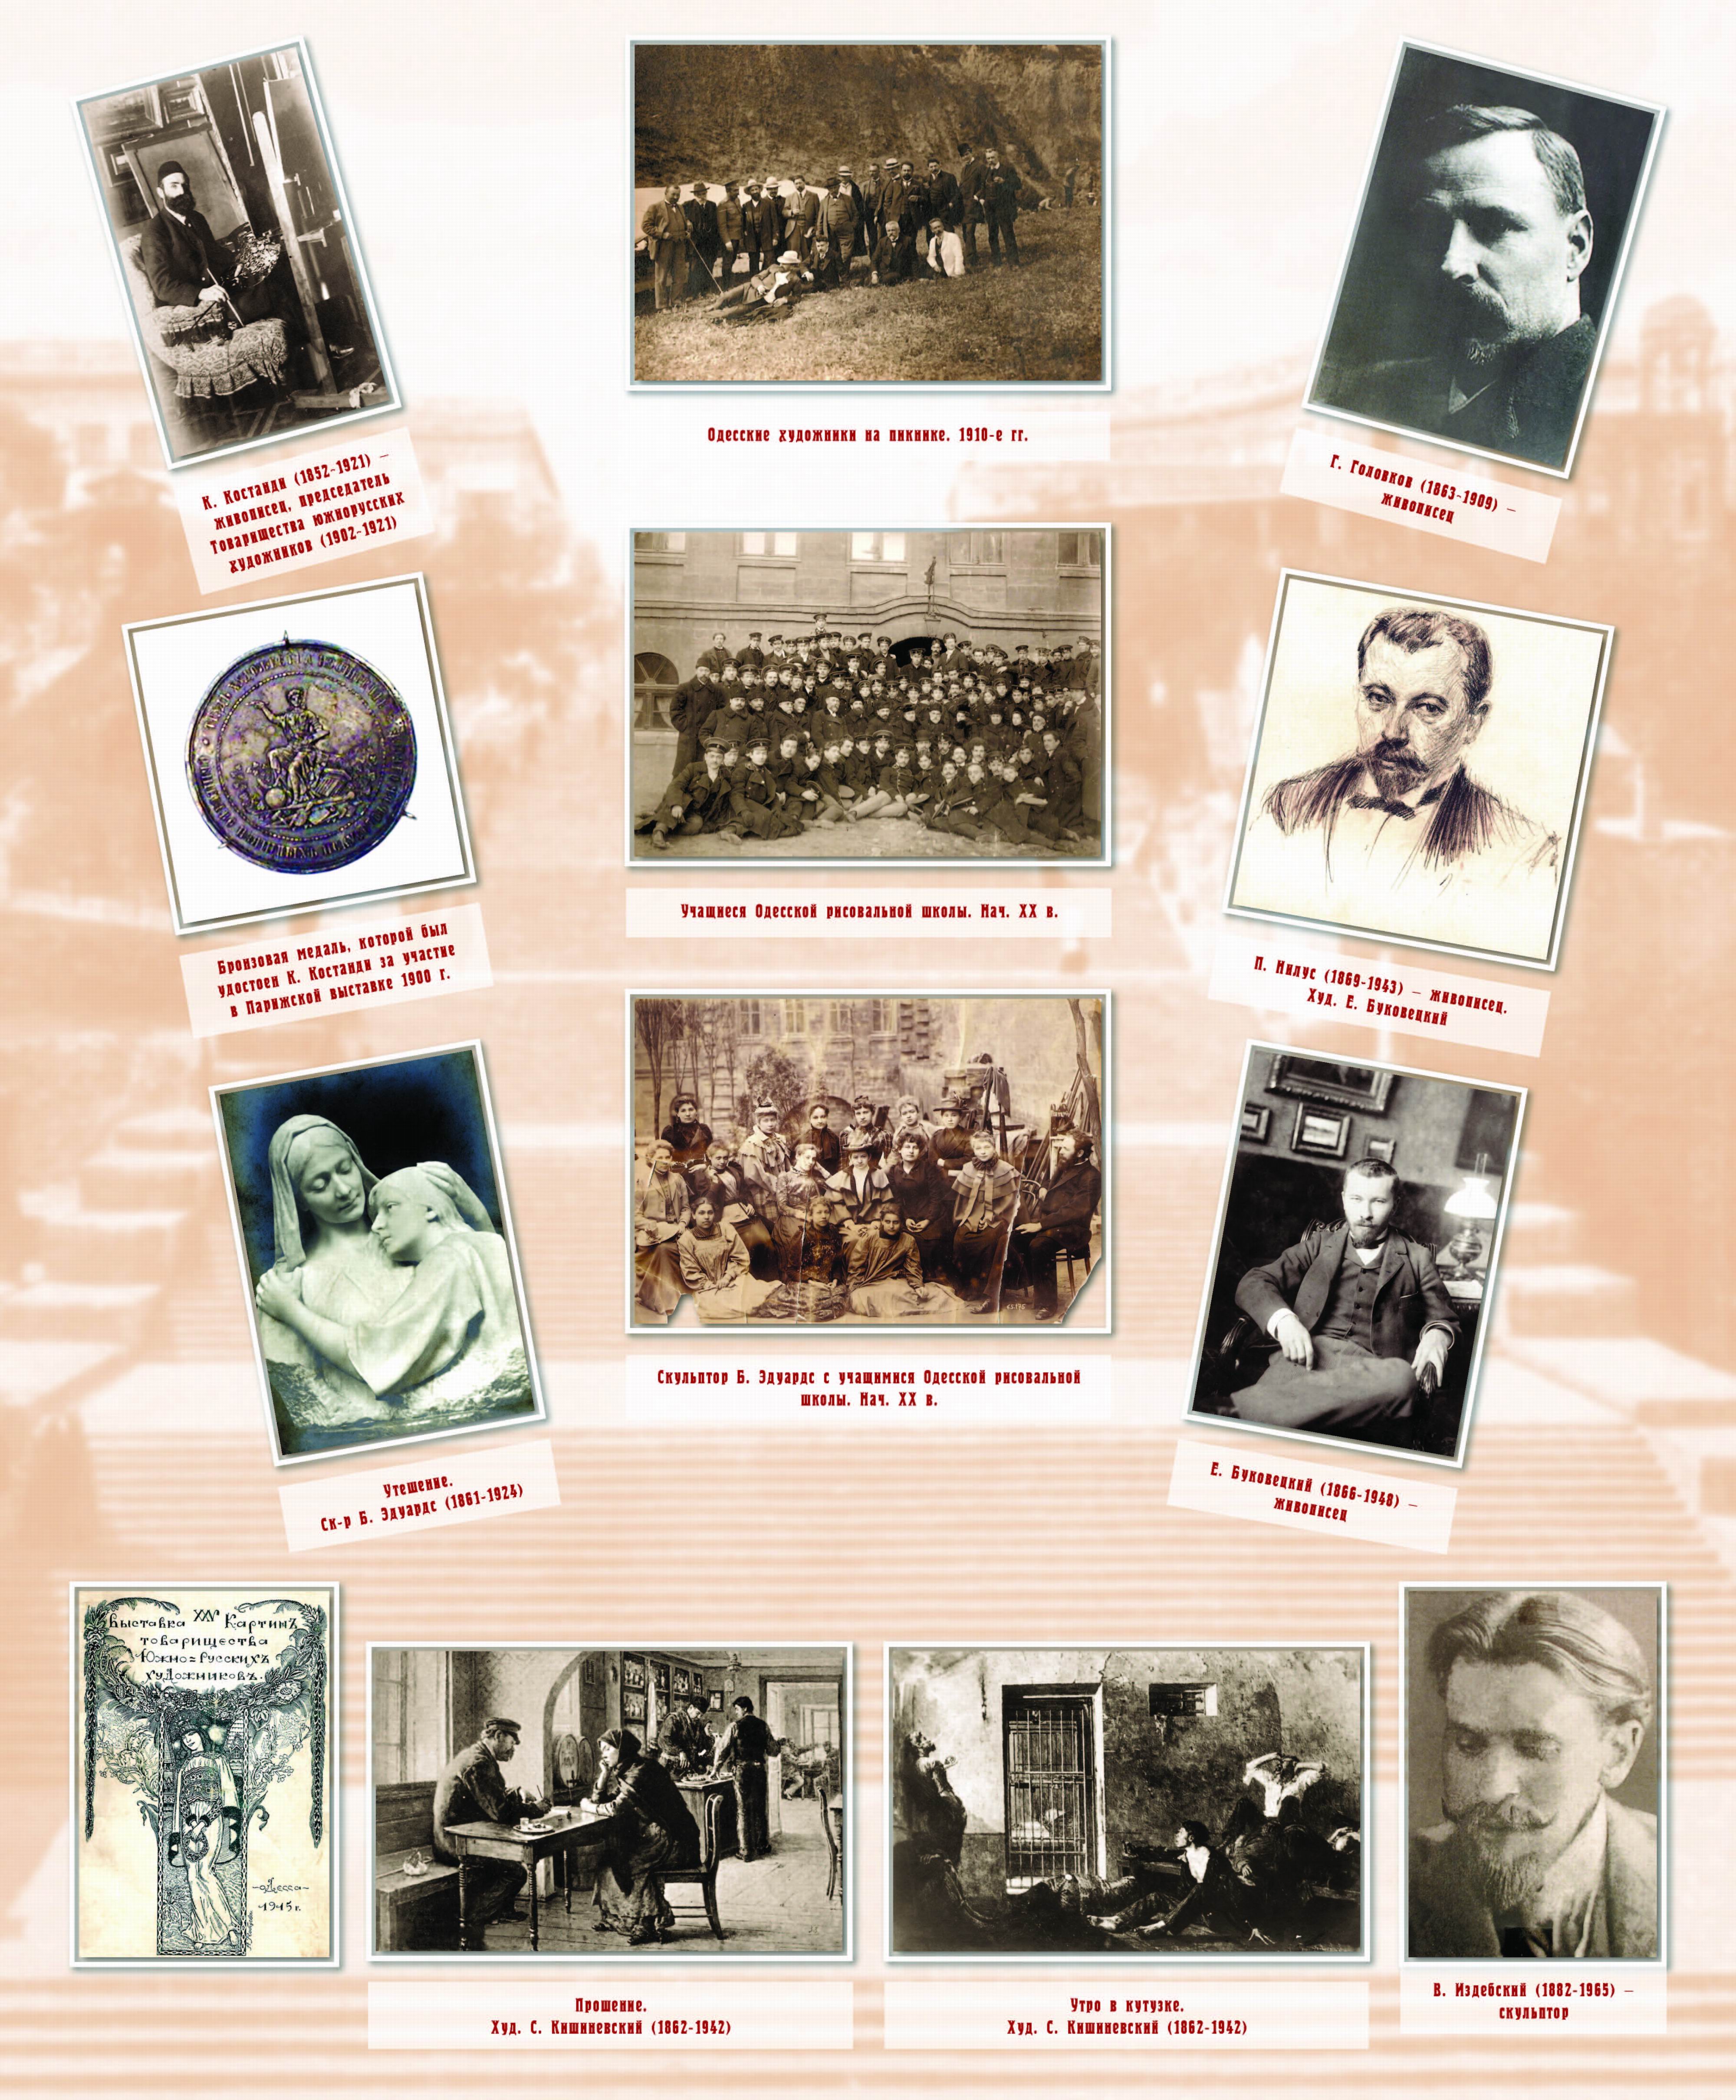 Одесские художники на пикнике. 1910-е гг.
К. Костанди (1852-1921) –
живописец, председатель
Товарищества южнорусских
художников (1902-1921)
Г. Головков (1863-1909) –
живописец
Учащиеся Одесской рисовальной школы. Нач. XX в.
Бронзовая медаль, которой был
удостоен К. Костанди за участие
в Парижской выставке 1900 г.
П. Нилус (1869-1943) – живописец.
Худ. Е. Буковецкий
Скульптор Б. Эдуардс с учащимися Одесской рисовальной
школы. Нач. XX в.
Утешение.
Ск-р Б. Эдуардс (1861-1924)
Е. Буковецкий (1866-1948) –
живописец
Выставка XXV Картинъ
товарищества
Южно=Русскихъ
художниковъ.
–одесса–
1915 г.
Прошение.
Худ. С. Кишиневский (1862-1942)
Утро в кутузке.
Худ. С. Кишиневский (1862-1942)
В. Издебский (1882-1965) –
скульптор